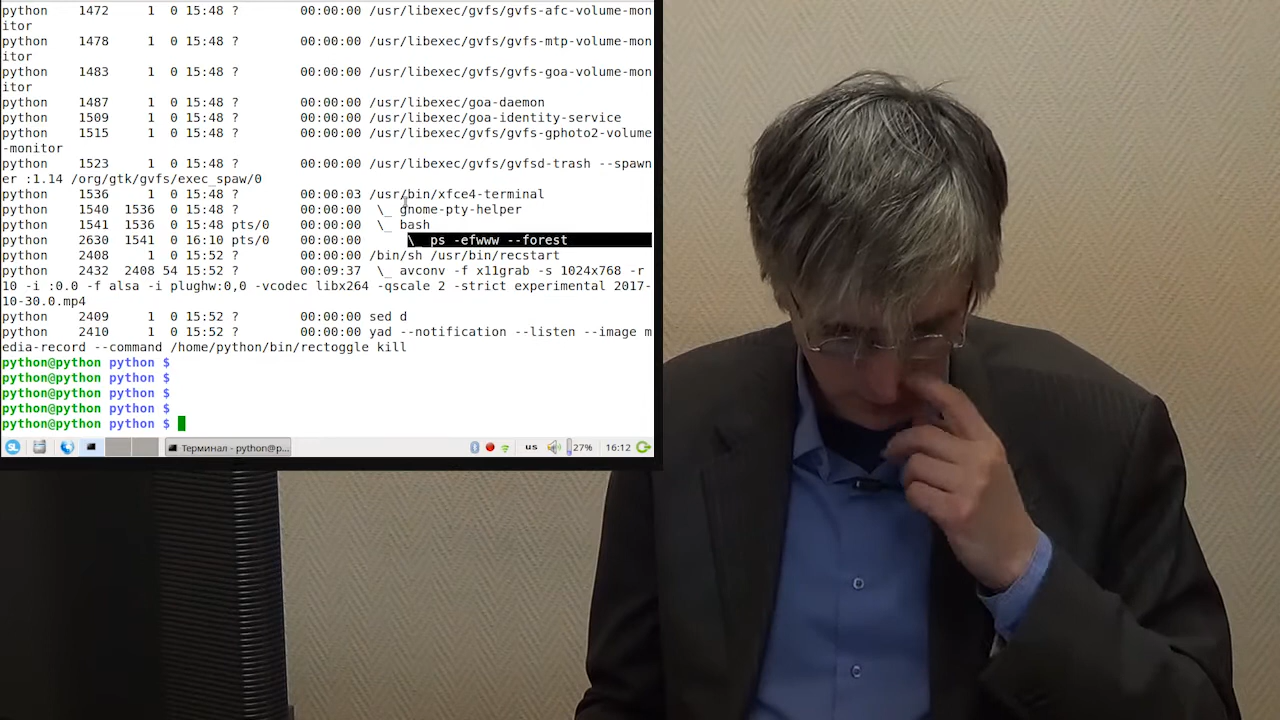 python    1472     1  0 15:48 ?        00:00:00 /usr/libexec/gvfs/gvfs-afc-volume-mon
itor
python    1478     1  0 15:48 ?        00:00:00 /usr/libexec/gvfs/gvfs-mtp-volume-mon
itor
python    1483     1  0 15:48 ?        00:00:00 /usr/libexec/gvfs/gvfs-goa-volume-mon
itor
python    1487     1  0 15:48 ?        00:00:00 /usr/libexec/goa-daemon
python    1509     1  0 15:48 ?        00:00:00 /usr/libexec/goa-identity-service
python    1515     1  0 15:48 ?        00:00:00 /usr/libexec/gvfs/gvfs-gphoto2-volume
-monitor
python    1523     1  0 15:48 ?        00:00:00 /usr/libexec/gvfs/gvfsd-trash --spawn
er :1.14 /org/gtk/gvfs/exec_spaw/0
python    1536     1  0 15:48 ?        00:00:03 /usr/bin/xfce4-terminal
python    1540  1536  0 15:48 ?        00:00:00  \_ gnome-pty-helper
python    1541  1536  0 15:48 pts/0    00:00:00  \_ bash
python    2630  1541  0 16:10 pts/0    00:00:00      \_ ps -efwww --forest
python    2408     1  0 15:52 ?        00:00:00 /bin/sh /usr/bin/recstart
python    2432  2408 54 15:52 ?        00:09:37  \_ avconv -f x11grab -s 1024x768 -r
10 -i :0.0 -f alsa -i plughw:0,0 -vcodec libx264 -qscale 2 -strict experimental 2017-
10-30.0.mp4
python    2409     1  0 15:52 ?        00:00:00 sed d
python    2410     1  0 15:52 ?        00:00:00 yad --notification --listen --image m
edia-record --command /home/python/bin/rectoggle kill
python@python python $
python@python python $
python@python python $
python@python python $
python@python python $
SL Терминал - python@p... us 27% 16:12